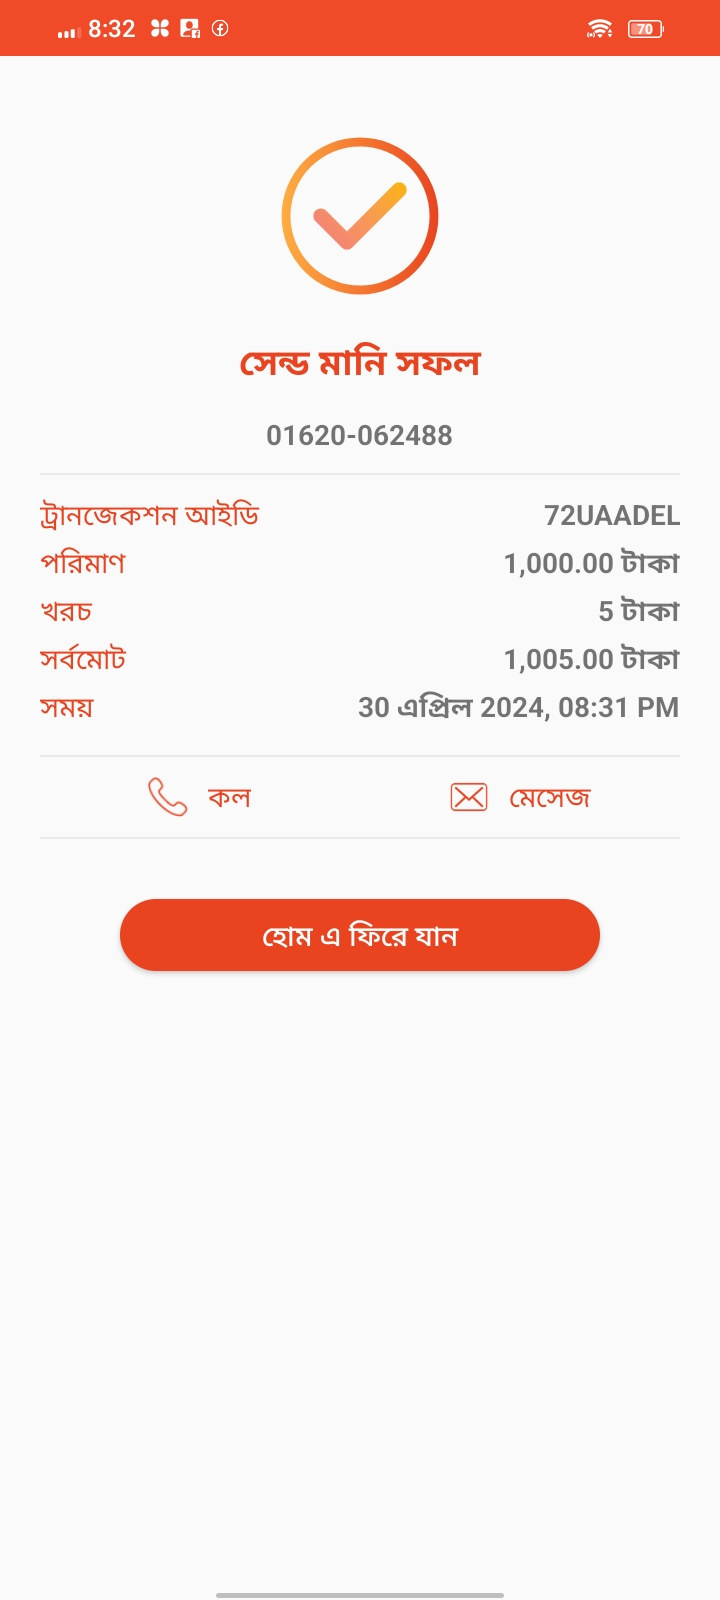 8:32
70
সেন্ড মানি সফল
01620-062488
ট্রানজেকশন আইডি 72UAADEL
পরিমাণ 1,000.00 টাকা
খরচ 5 টাকা
সর্বমোট 1,005.00 টাকা
সময় 30 এপ্রিল 2024, 08:31 PM
কল মেসেজ
হোম এ ফিরে যান